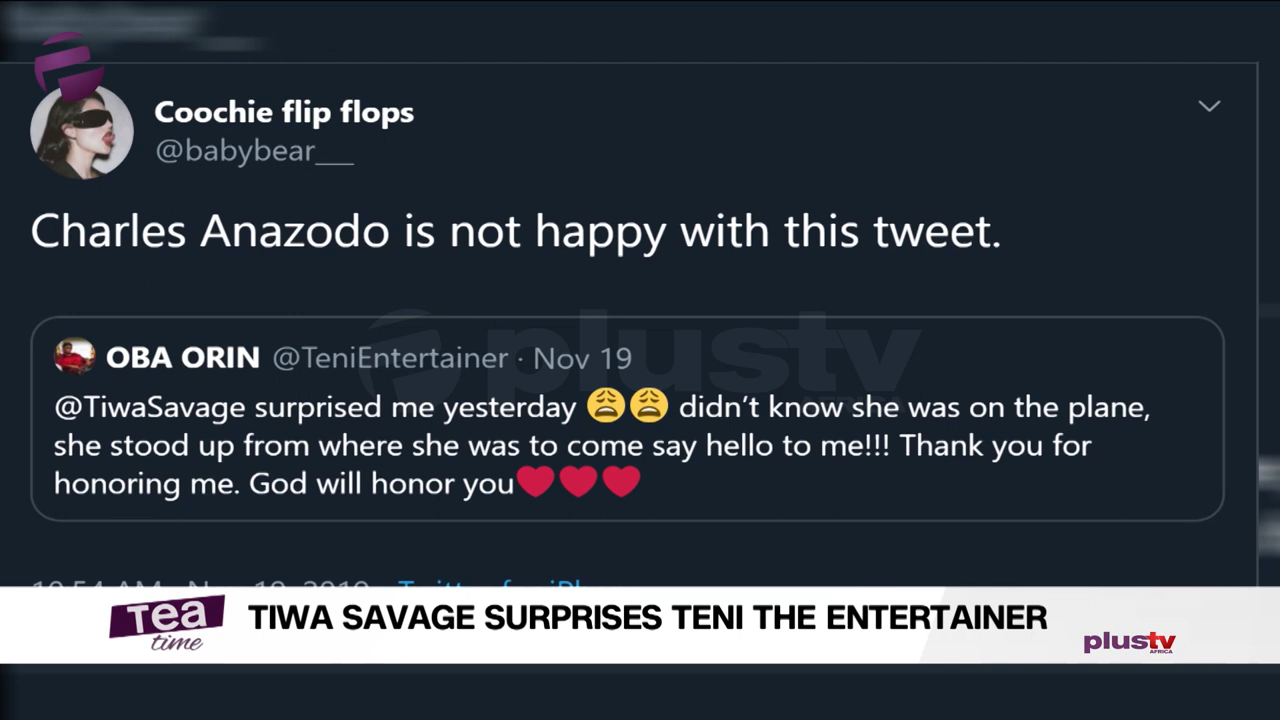 Coochie flip flops
@babybear___
Charles Anazodo is not happy with this tweet.
OBA ORIN @TeniEntertainer · Nov 19
@TiwaSavage surprised me yesterday 😩😩 didn’t know she was on the plane,
she stood up from where she was to come say hello to me!!! Thank you for
honoring me. God will honor you❤❤❤
plustv
AFRICA
Tea time
TIWA SAVAGE SURPRISES TENI THE ENTERTAINER
plustv
AFRICA